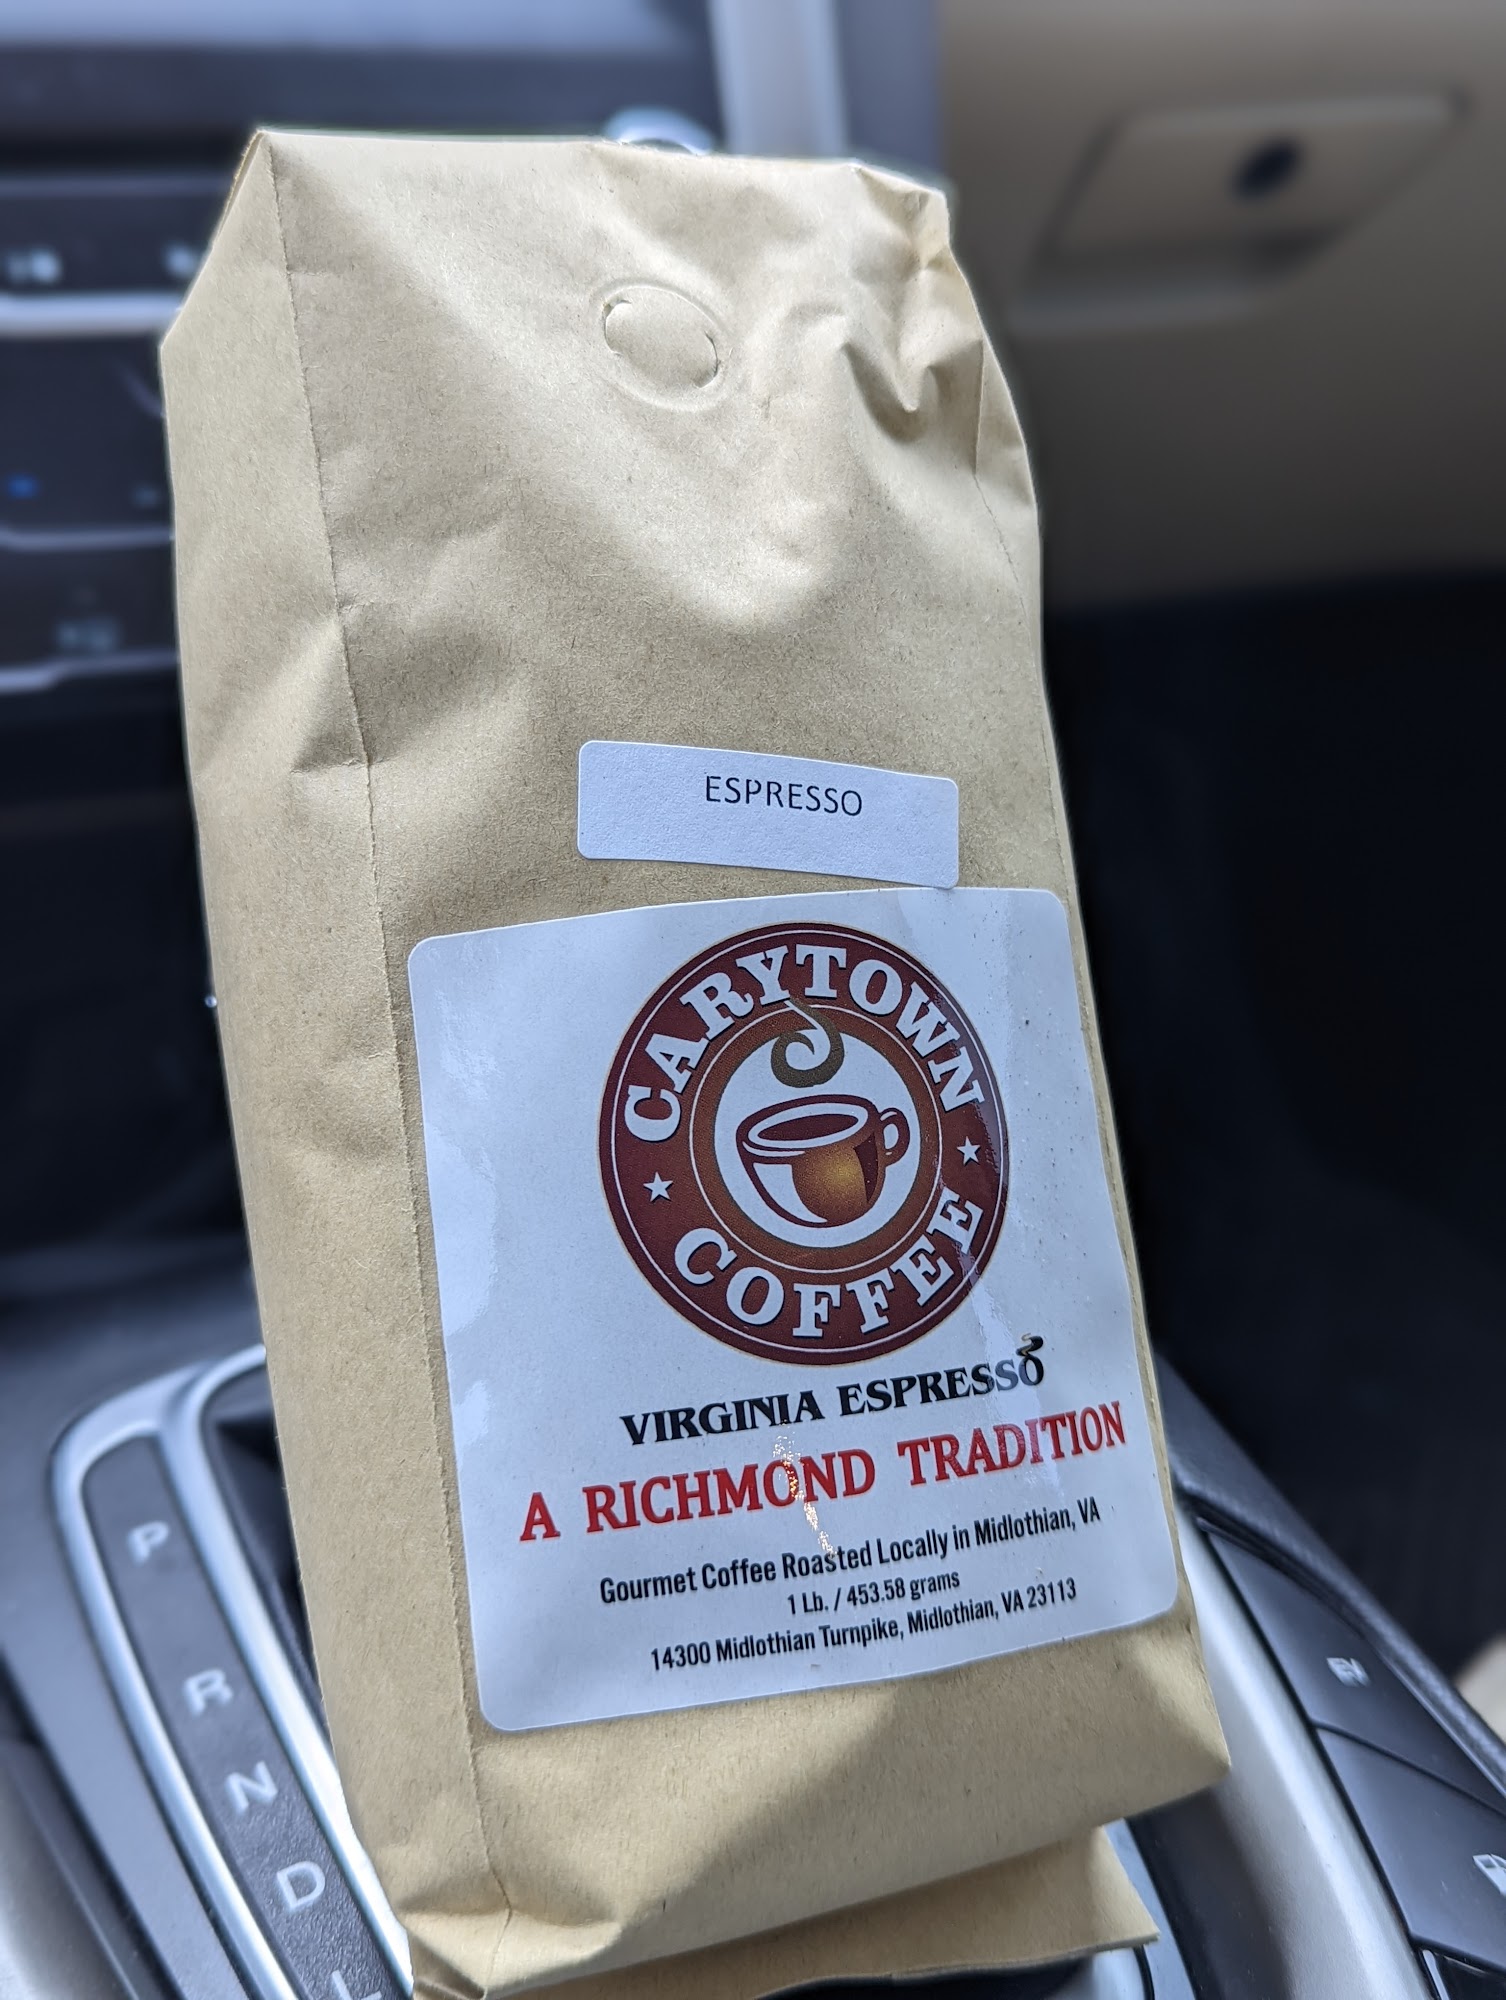 ESPRESSO
CARYTOWN
COFFEE
VIRGINIA ESPRESSO
A RICHMOND TRADITION
Gourmet Coffee Roasted Locally in Midlothian, VA
1 Lb. / 453.58 grams
14300 Midlothian Turnpike, Midlothian, VA 23113
P
R
N
D
L
EV